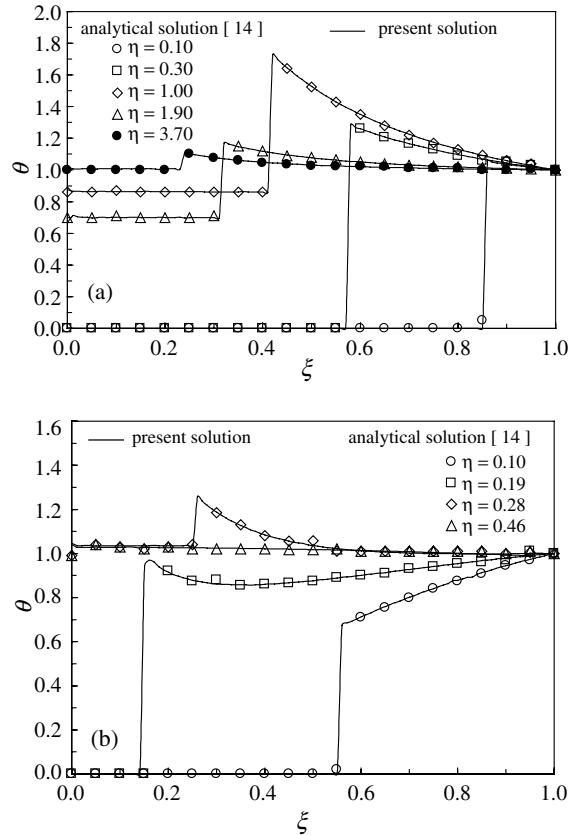 analytical solution [ 14 ]
present solution
η = 0.10
η = 0.30
η = 1.00
η = 1.90
η = 3.70
2.0
1.8
1.6
1.4
1.2
1.0
0.8
0.6
0.4
0.2
0.0
θ
(a)
0.0 0.2 0.4 0.6 0.8 1.0
ξ
present solution
analytical solution [ 14 ]
η = 0.10
η = 0.19
η = 0.28
η = 0.46
1.6
1.4
1.2
1.0
0.8
0.6
0.4
0.2
0.0
θ
(b)
0.0 0.2 0.4 0.6 0.8 1.0
ξ